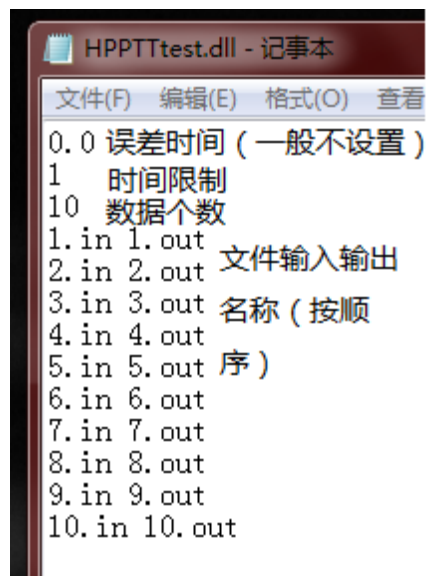 HPPTTtest.dll - 记事本
文件(F) 编辑(E) 格式(O) 查看
0.0 误差时间（一般不设置）
1 时间限制
10 数据个数
1.in 1.out
2.in 2.out 文件输入输出
3.in 3.out 名称（按顺
4.in 4.out
5.in 5.out 序）
6.in 6.out
7.in 7.out
8.in 8.out
9.in 9.out
10.in 10.out